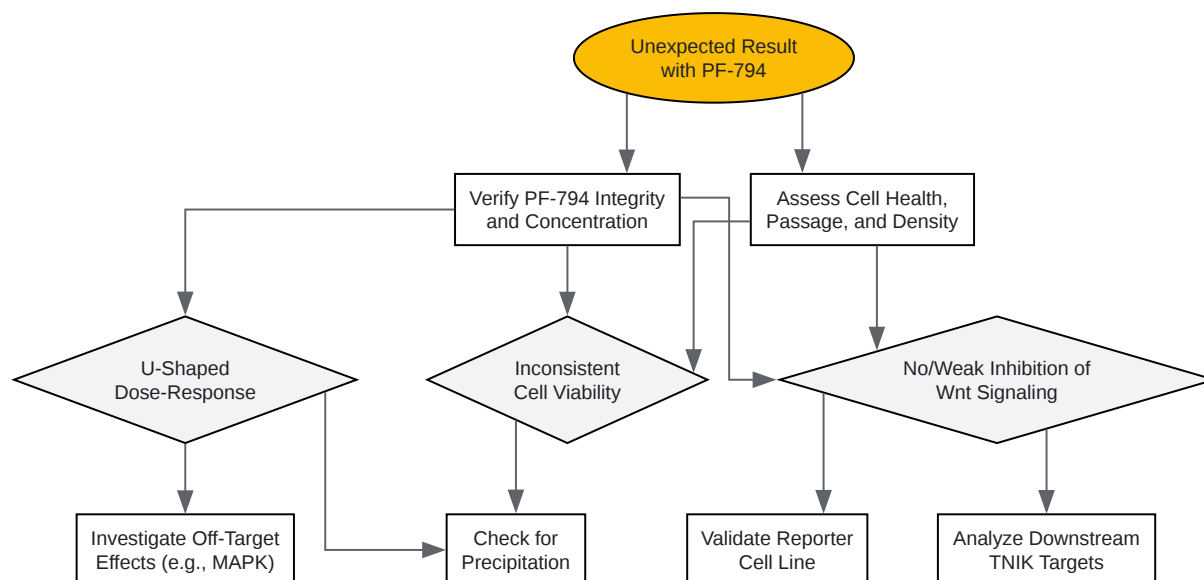 Unexpected Result
with PF-794
Verify PF-794 Integrity
and Concentration
Assess Cell Health,
Passage, and Density
U-Shaped
Dose-Response
Inconsistent
Cell Viability
No/Weak Inhibition of
Wnt Signaling
Investigate Off-Target
Effects (e.g., MAPK)
Check for
Precipitation
Validate Reporter
Cell Line
Analyze Downstream
TNIK Targets